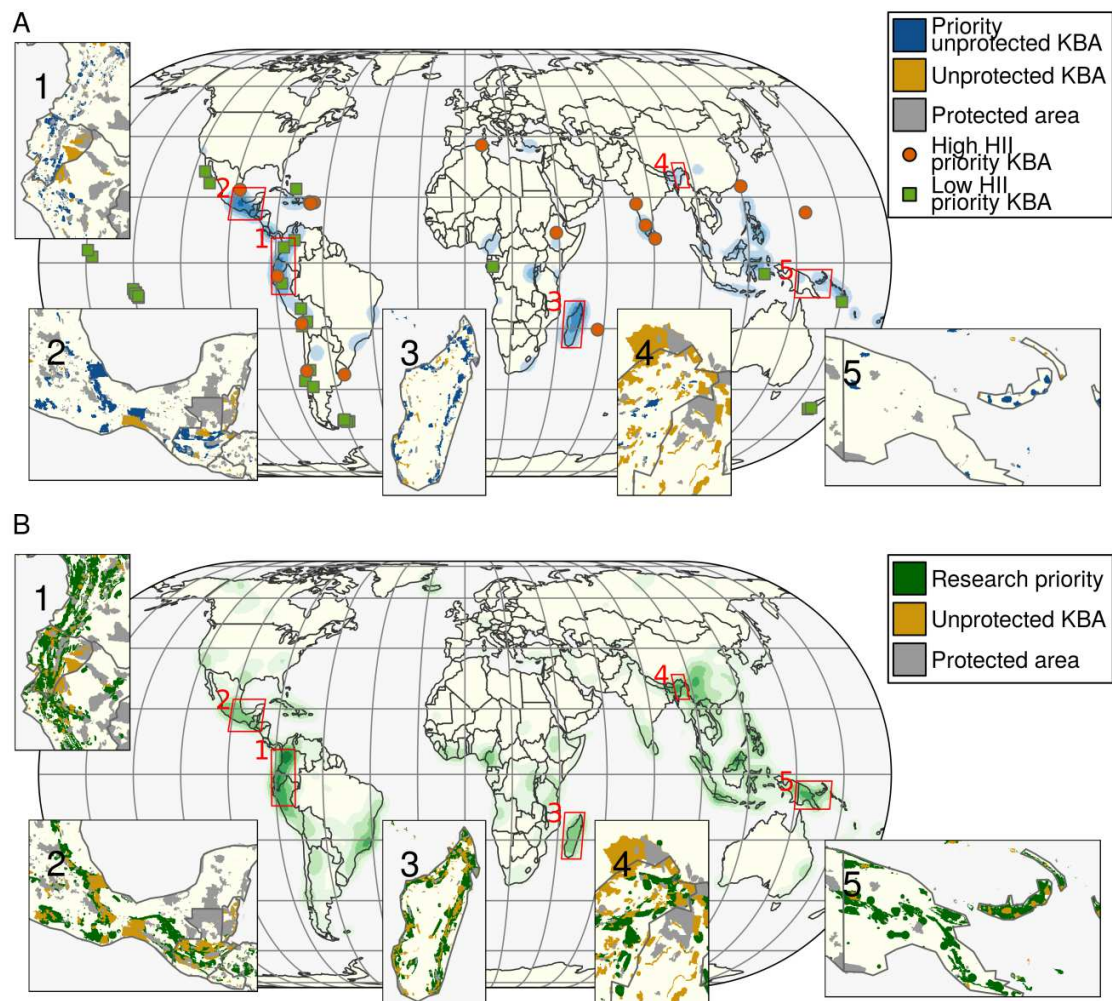 A
Priority
unprotected KBA
Unprotected KBA
Protected area
High HII
priority KBA
Low HII
priority KBA
1
2
1
3
4
5
2
3
4
5
B
Research priority
Unprotected KBA
Protected area
1
2
1
3
4
5
2
3
4
5